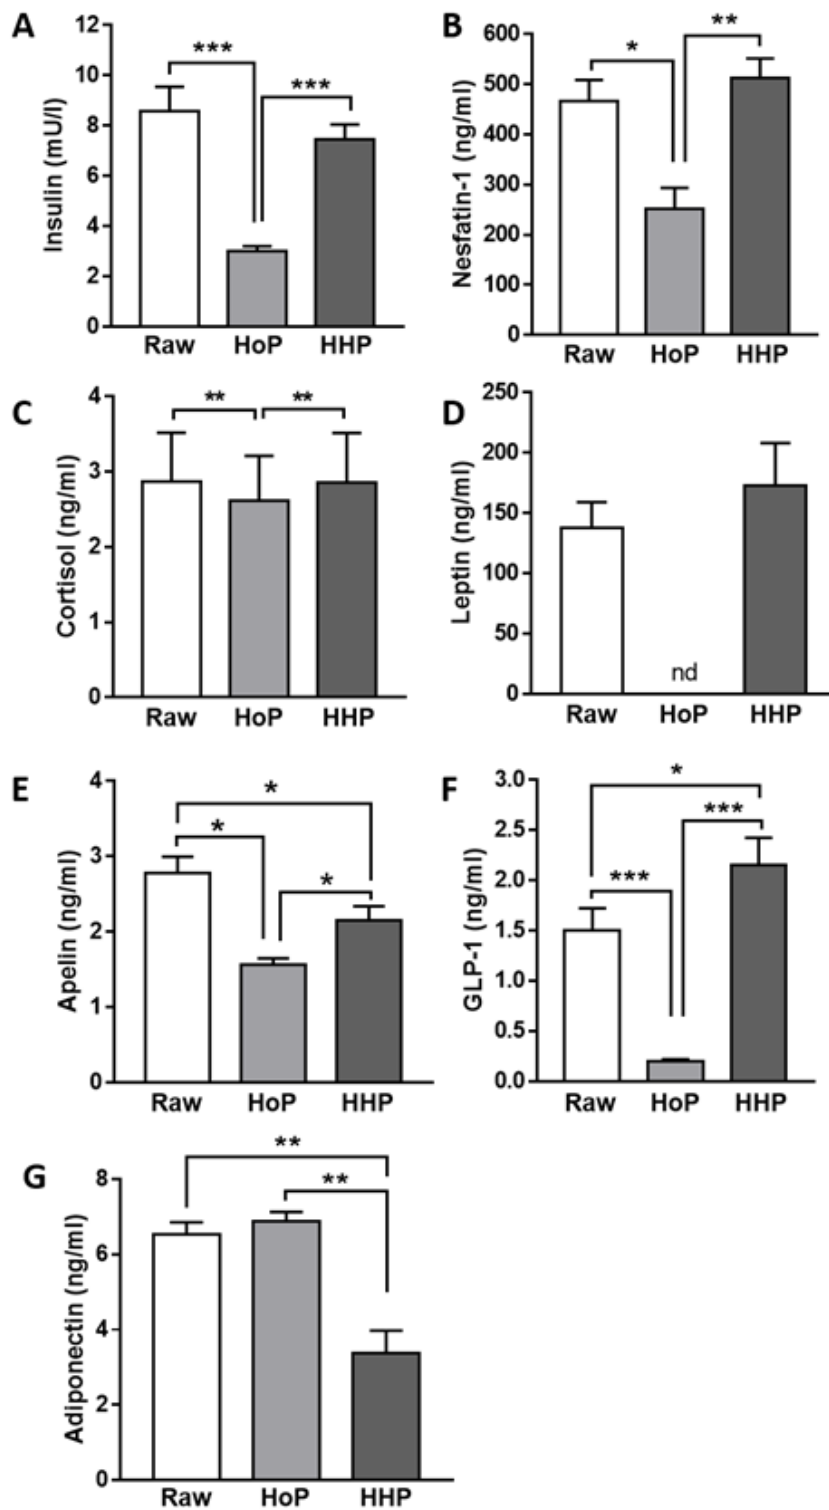 A
Insulin (mU/l)
12
10
8
6
4
2
0
***
***
Raw HoP HHP
B
Nesfatin-1 (ng/ml)
600
500
400
300
200
100
0
*
**
Raw HoP HHP
C
Cortisol (ng/ml)
4
3
2
1
0
**
**
Raw HoP HHP
D
Leptin (ng/ml)
250
200
150
100
50
0
nd
Raw HoP HHP
E
Apelin (ng/ml)
4
3
2
1
0
*
*
*
Raw HoP HHP
F
GLP-1 (ng/ml)
3.0
2.5
2.0
1.5
1.0
0.5
0.0
*
***
***
Raw HoP HHP
G
Adiponectin (ng/ml)
8
6
4
2
0
**
**
Raw HoP HHP